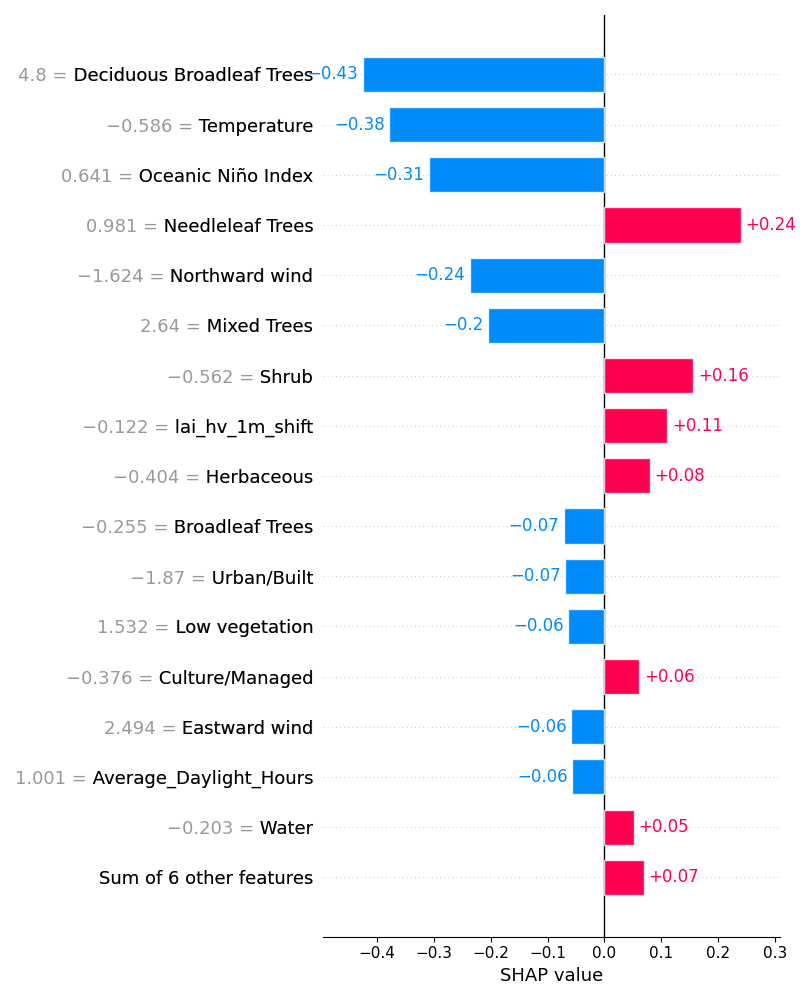 4.8 = Deciduous Broadleaf Trees −0.43
−0.586 = Temperature −0.38
0.641 = Oceanic Niño Index −0.31
0.981 = Needleleaf Trees +0.24
−1.624 = Northward wind −0.24
2.64 = Mixed Trees −0.2
−0.562 = Shrub +0.16
−0.122 = lai_hv_1m_shift +0.11
−0.404 = Herbaceous +0.08
−0.255 = Broadleaf Trees −0.07
−1.87 = Urban/Built −0.07
1.532 = Low vegetation −0.06
−0.376 = Culture/Managed +0.06
2.494 = Eastward wind −0.06
1.001 = Average_Daylight_Hours −0.06
−0.203 = Water +0.05
Sum of 6 other features +0.07
−0.4 −0.3 −0.2 −0.1 0.0 0.1 0.2 0.3
SHAP value